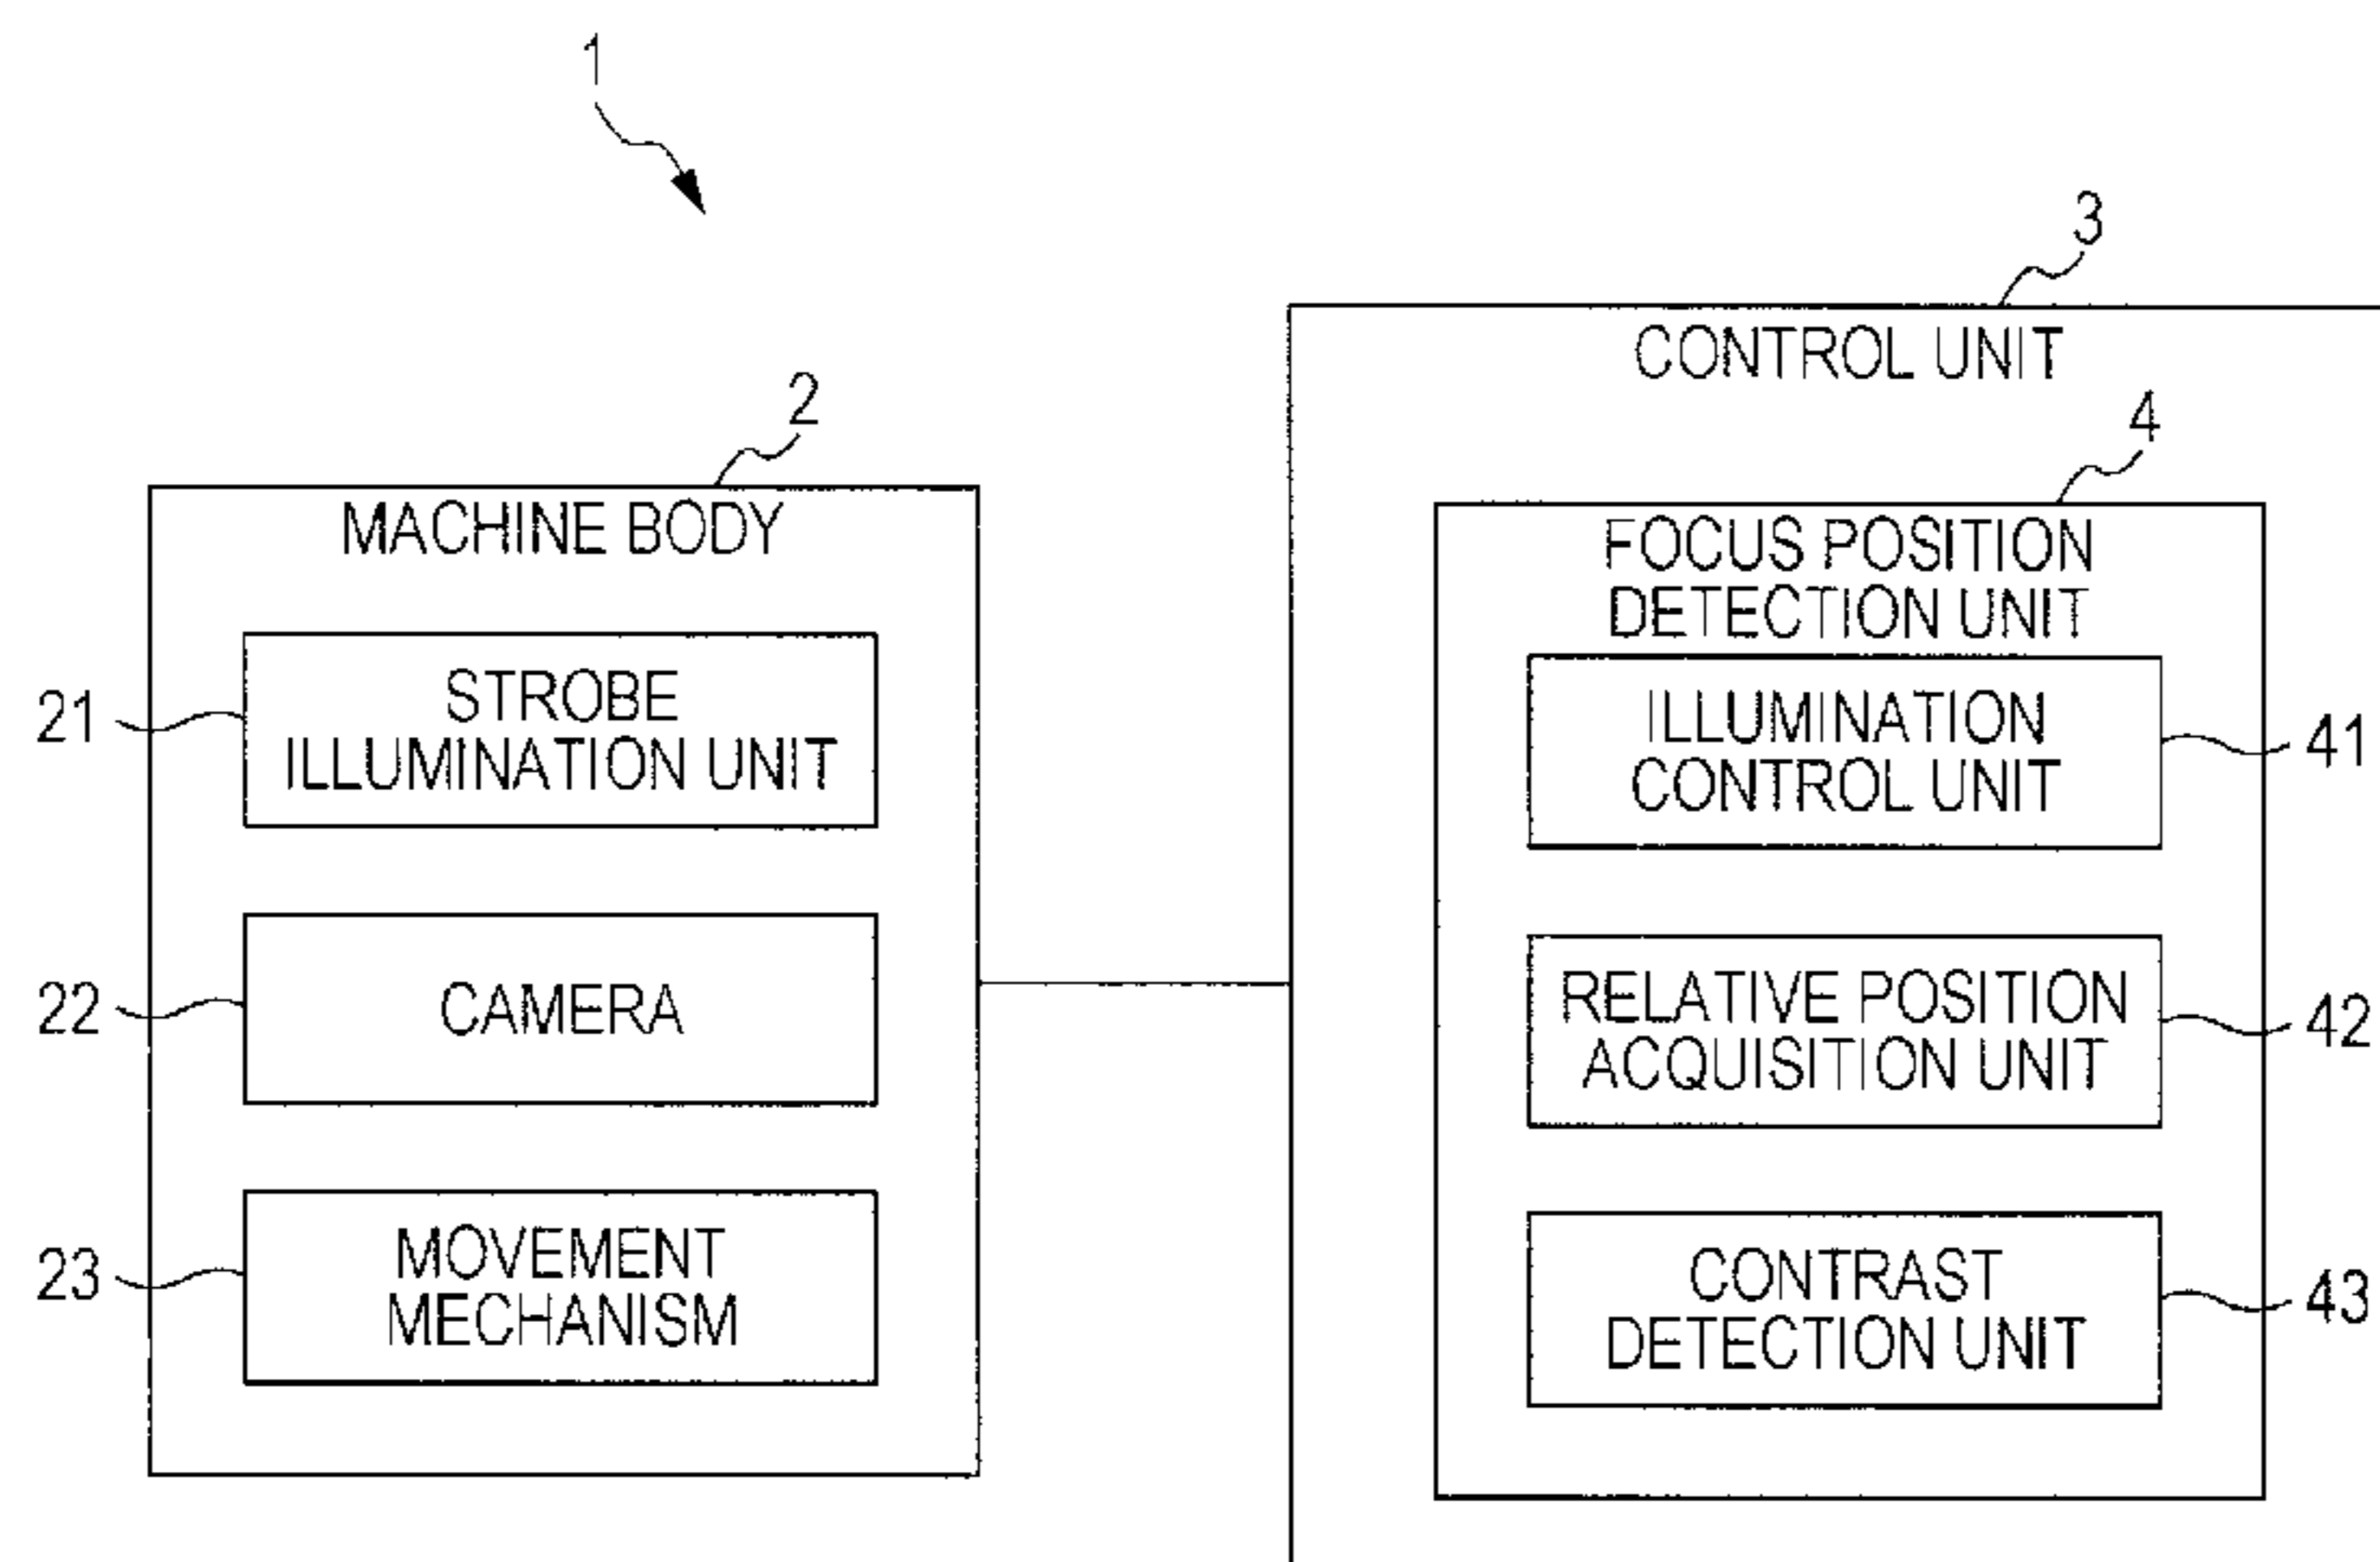 1
3
CONTROL UNIT
2
4
MACHINE BODY
FOCUS POSITION
DETECTION UNIT
21
STROBE
ILLUMINATION UNIT
ILLUMINATION
CONTROL UNIT
41
22
CAMERA
RELATIVE POSITION
ACQUISITION UNIT
42
23
MOVEMENT
MECHANISM
CONTRAST
DETECTION UNIT
43